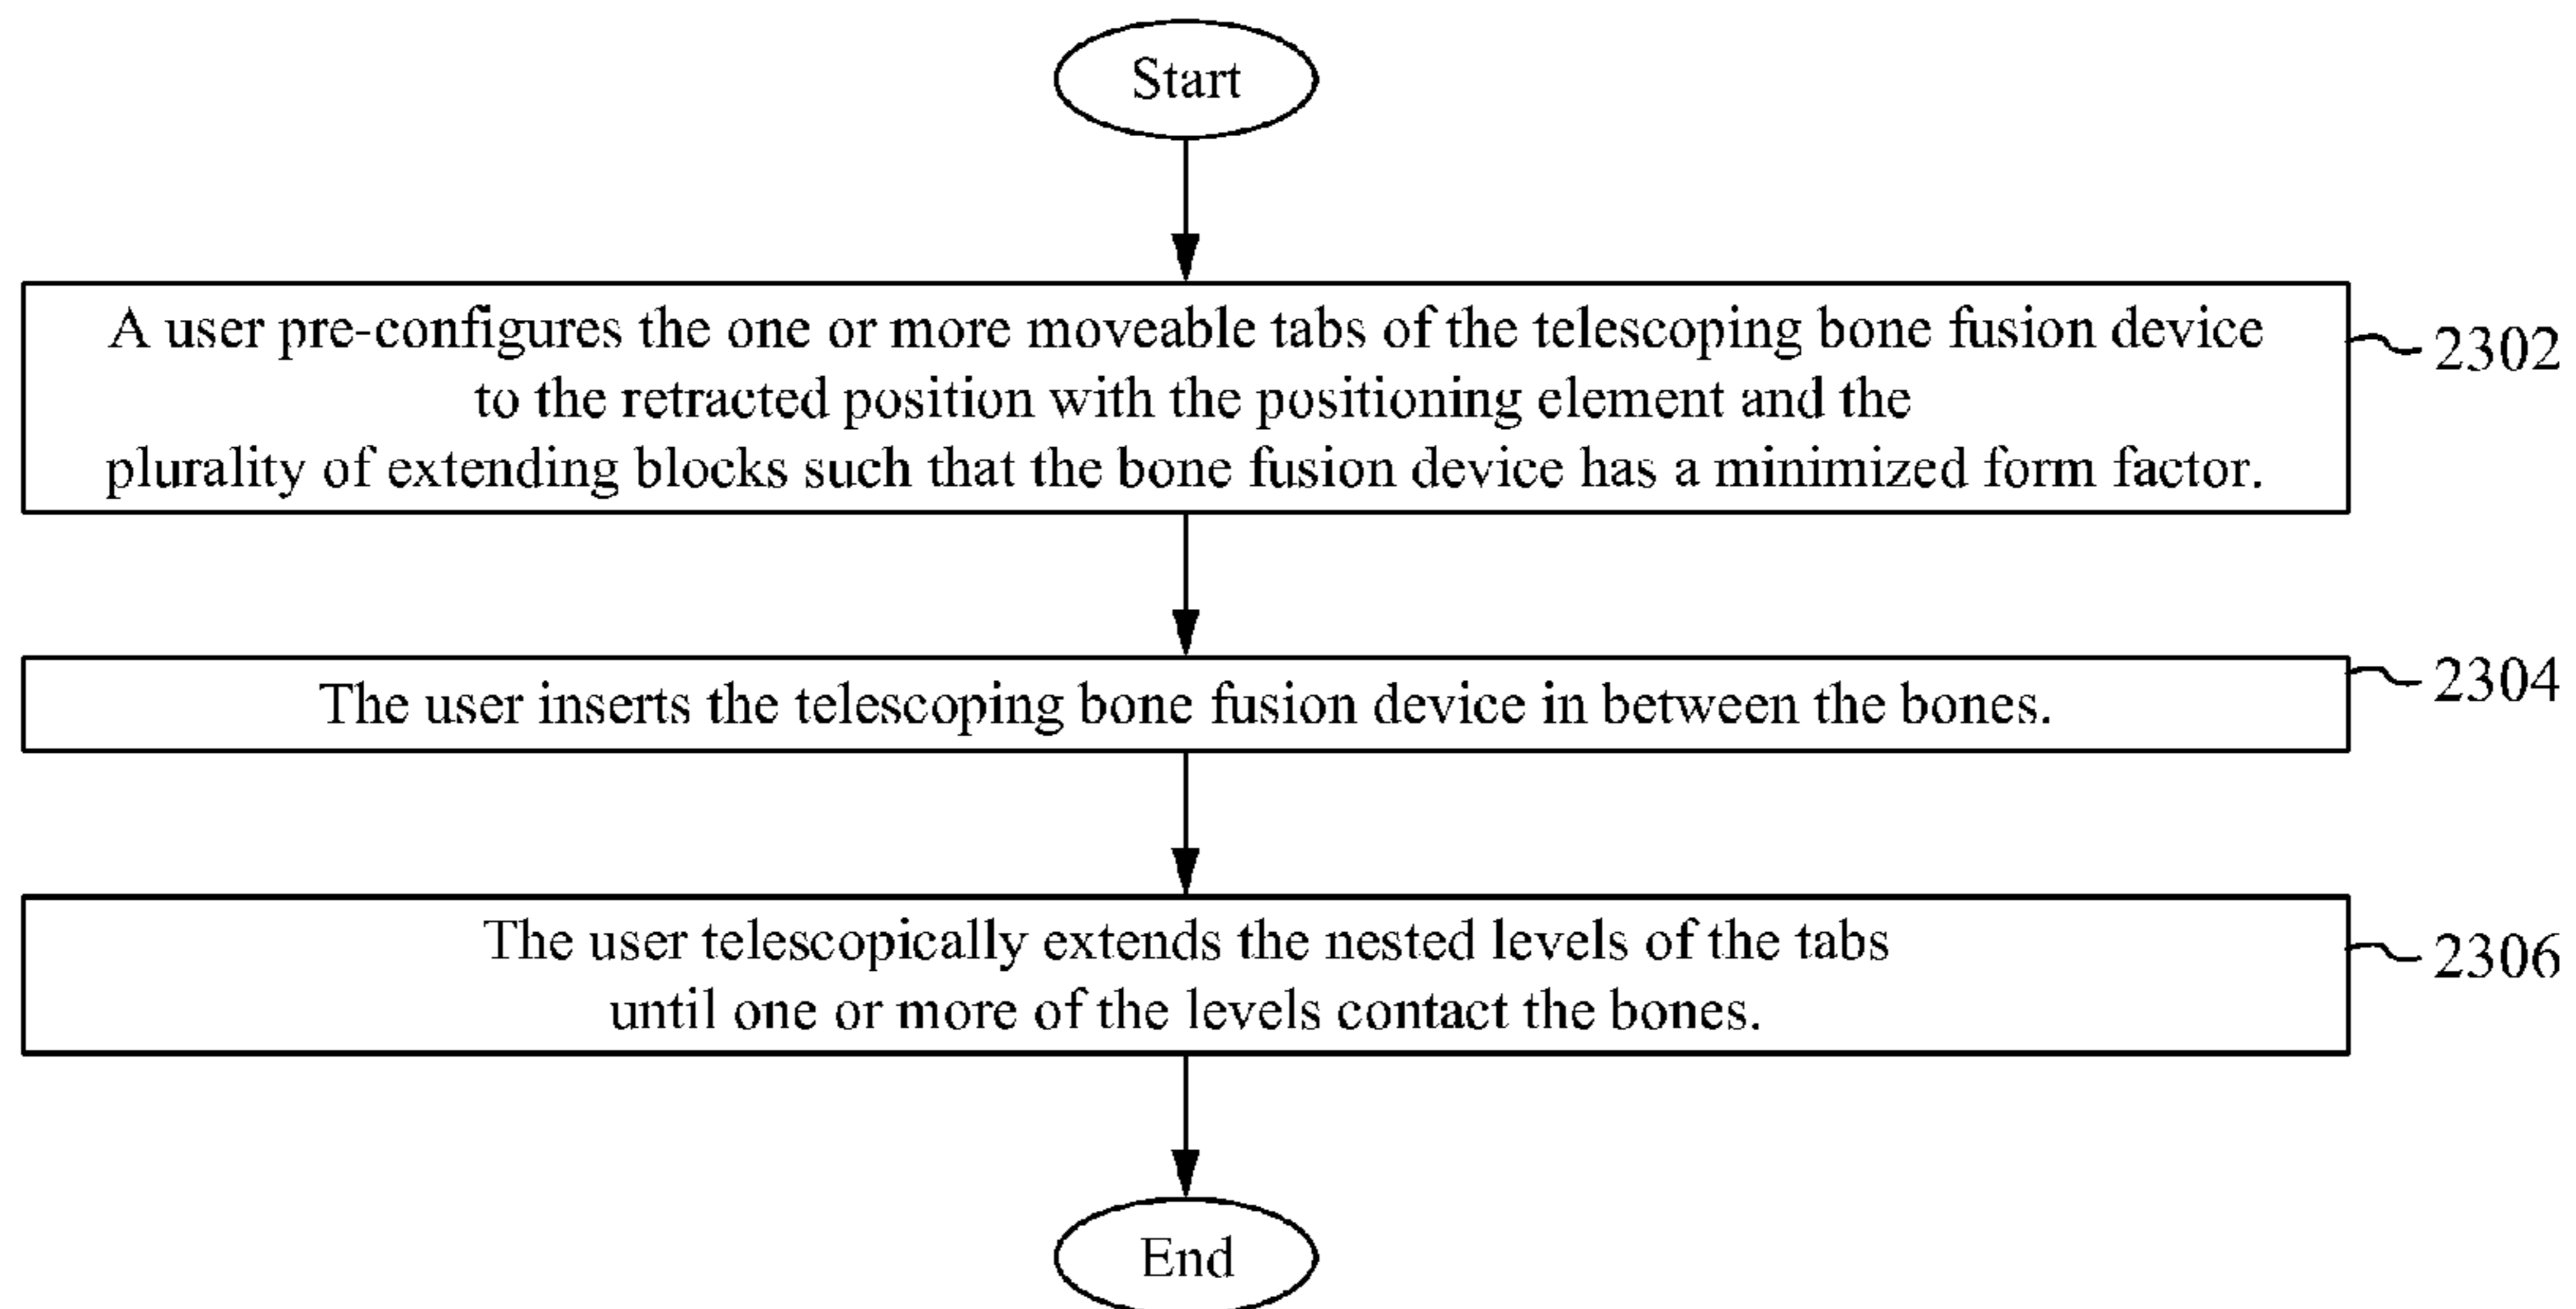 Start
A user pre-configures the one or more moveable tabs of the telescoping bone fusion device
to the retracted position with the positioning element and the
plurality of extending blocks such that the bone fusion device has a minimized form factor.
2302
The user inserts the telescoping bone fusion device in between the bones.
2304
The user telescopically extends the nested levels of the tabs
until one or more of the levels contact the bones.
2306
End